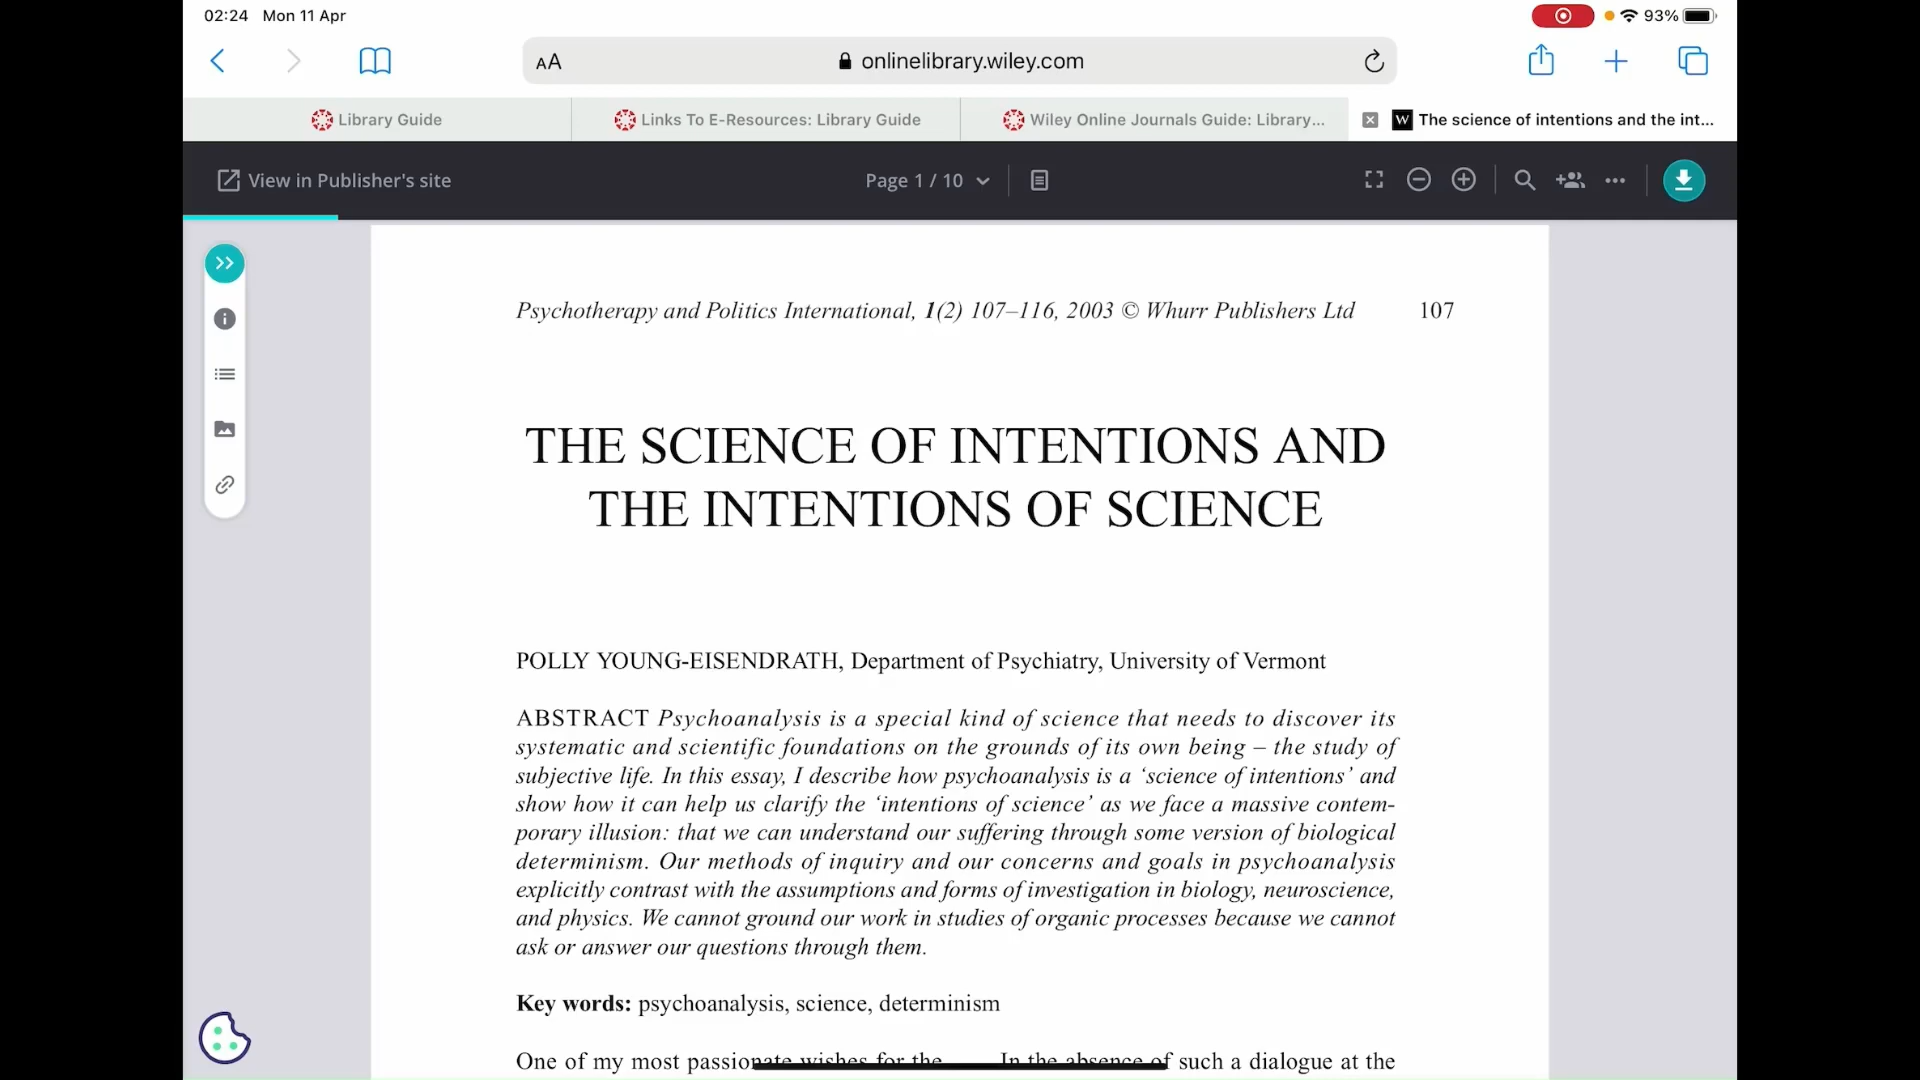 02:24 Mon 11 Apr
93%
AA onlinelibrary.wiley.com
Library Guide
Links To E-Resources: Library Guide
Wiley Online Journals Guide: Library...
W The science of intentions and the int...
View in Publisher's site
Page 1 / 10
Psychotherapy and Politics International, 1(2) 107–116, 2003 © Whurr Publishers Ltd 107
THE SCIENCE OF INTENTIONS AND
THE INTENTIONS OF SCIENCE
POLLY YOUNG-EISENDRATH, Department of Psychiatry, University of Vermont
ABSTRACT Psychoanalysis is a special kind of science that needs to discover its
systematic and scientific foundations on the grounds of its own being – the study of
subjective life. In this essay, I describe how psychoanalysis is a ‘science of intentions’ and
show how it can help us clarify the ‘intentions of science’ as we face a massive contem-
porary illusion: that we can understand our suffering through some version of biological
determinism. Our methods of inquiry and our concerns and goals in psychoanalysis
explicitly contrast with the assumptions and forms of investigation in biology, neuroscience,
and physics. We cannot ground our work in studies of organic processes because we cannot
ask or answer our questions through them.
Key words: psychoanalysis, science, determinism
One of my most passionate wishes for the In the absence of such a dialogue at the